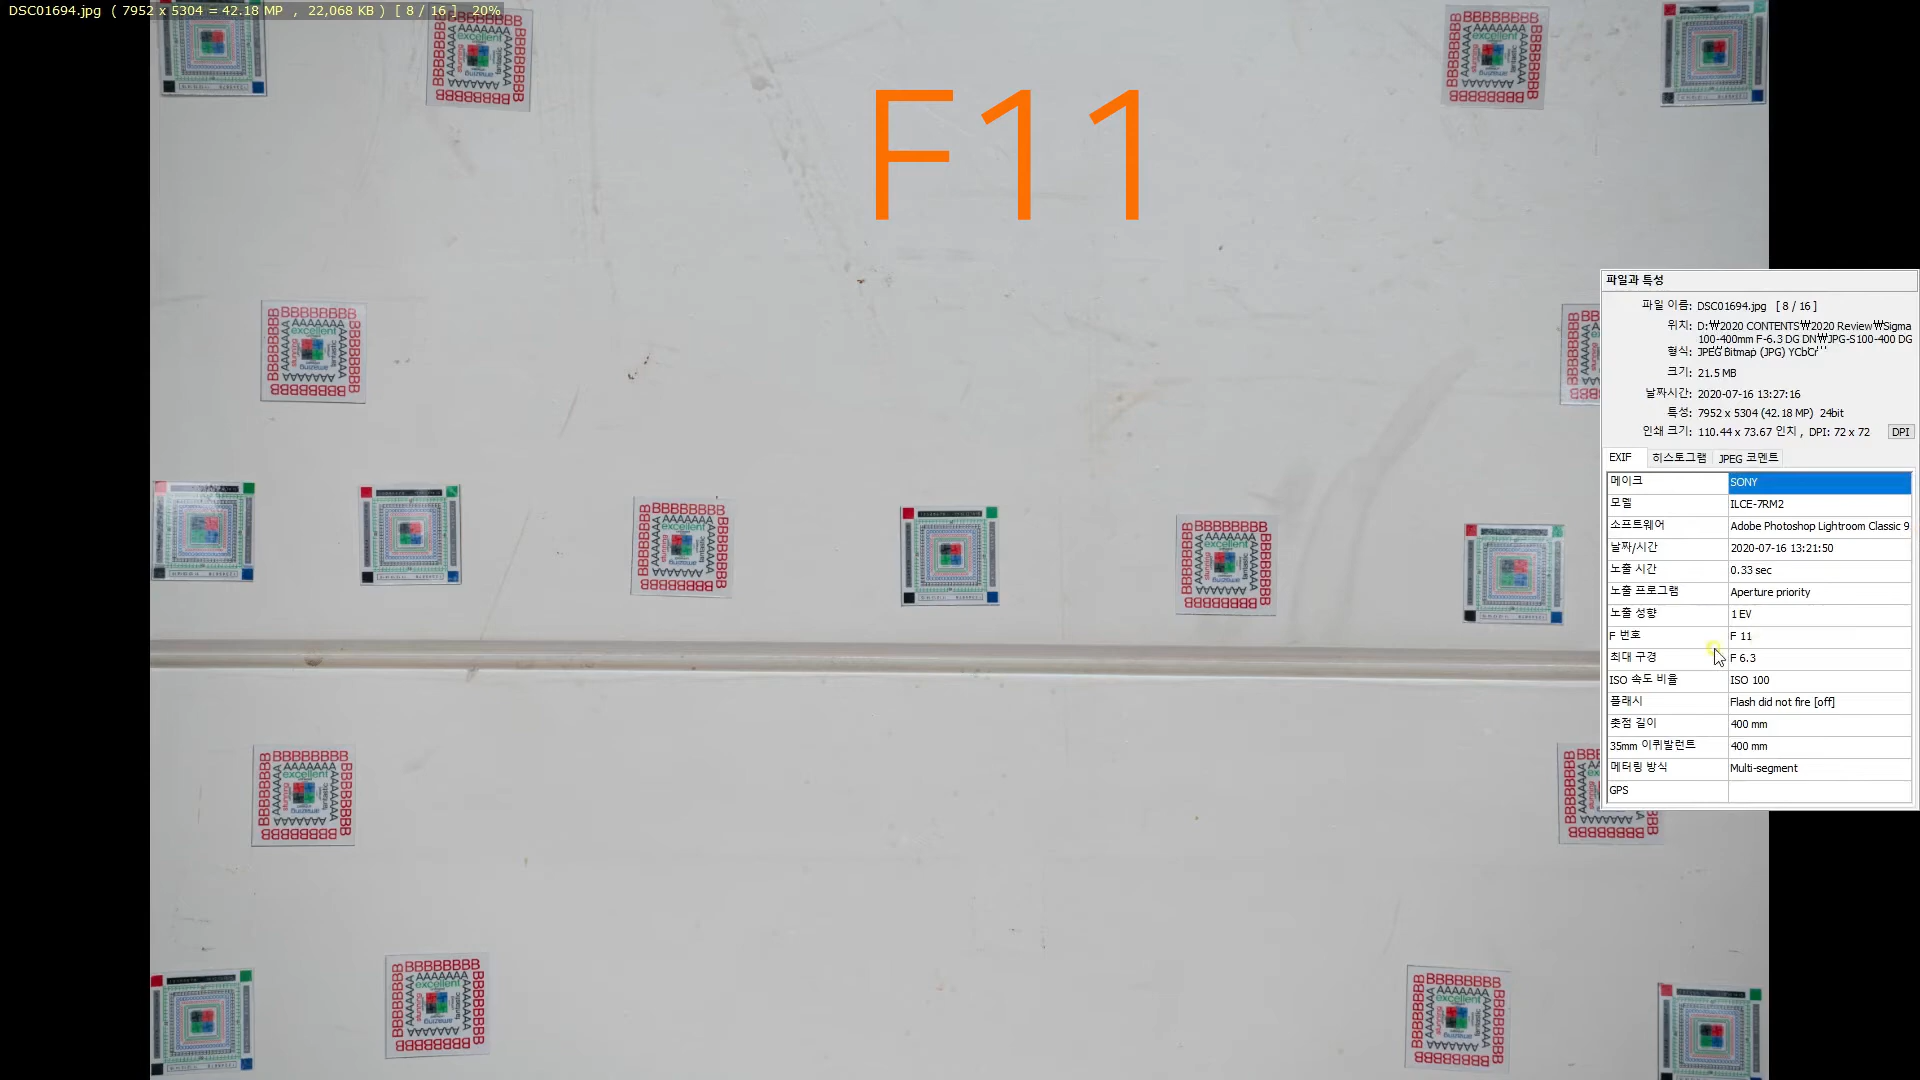 DSC01694.jpg ( 7952 x 5304 = 42.18 MP , 22,068 KB ) [ 8 / 16 ] 20%
F11
파일과 특성
파일 이름: DSC01694.jpg [ 8 / 16 ]
위치: D:₩2020 CONTENTS₩2020 Review₩Sigma
100-400mm F-6.3 DG DN₩JPG-S100-400 DG
형식: JPEG Bitmap (JPG) YCbCr
크기: 21.5 MB
날짜시간: 2020-07-16 13:27:16
특성: 7952 x 5304 (42.18 MP) 24bit
인쇄 크기: 110.44 x 73.67 인치 , DPI: 72 x 72 DPI
EXIF 히스토그램 JPEG 코멘트
메이크 SONY
모델 ILCE-7RM2
소프트웨어 Adobe Photoshop Lightroom Classic 9
날짜/시간 2020-07-16 13:21:50
노출 시간 0.33 sec
노출 프로그램 Aperture priority
노출 성향 1 EV
F 번호 F 11
최대 구경 F 6.3
ISO 속도 비율 ISO 100
플래시 Flash did not fire [off]
촛점 길이 400 mm
35mm 이퀴발런트 400 mm
메터링 방식 Multi-segment
GPS
BBBBBBBB
AAAAAAA
excellent
stunning
fantastic
amazing